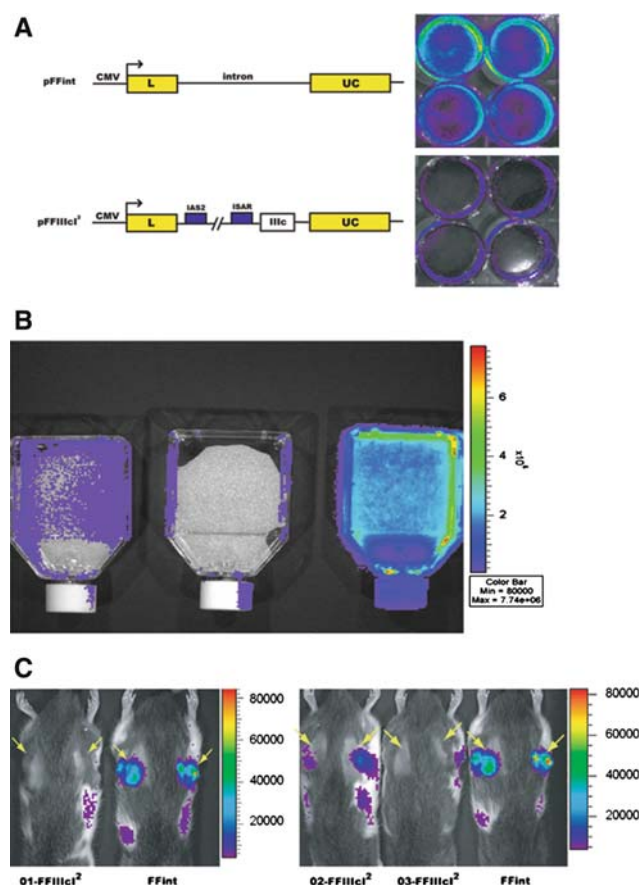 A
pFFint
CMV
L
intron
UC
pFFIIIcI²
CMV
L
IAS2
ISAR
IIIc
UC
B
6
4
2
Color Bar
Min = 80000
Max = 7.74e+06
C
80000
60000
40000
20000
80000
60000
40000
20000
01-FFIIIcI²
FFint
02-FFIIIcI²
03-FFIIIcI²
FFint